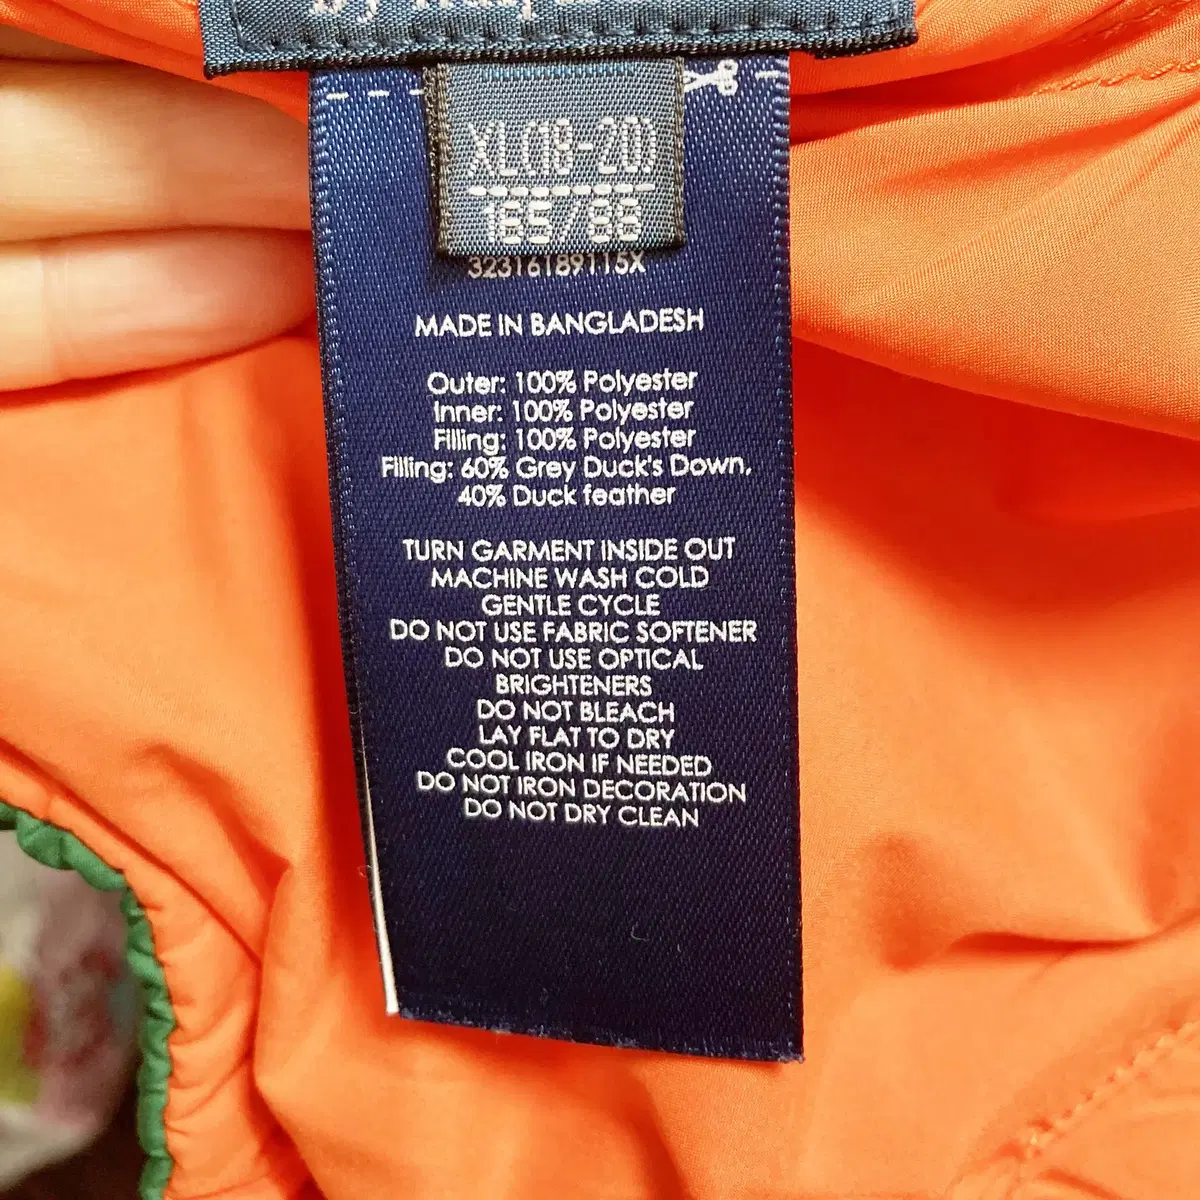 XL(18-20)
165/88
32316189115X
MADE IN BANGLADESH
Outer: 100% Polyester
Inner: 100% Polyester
Filling: 100% Polyester
Filling: 60% Grey Duck's Down,
40% Duck feather
TURN GARMENT INSIDE OUT
MACHINE WASH COLD
GENTLE CYCLE
DO NOT USE FABRIC SOFTENER
DO NOT USE OPTICAL
BRIGHTENERS
DO NOT BLEACH
LAY FLAT TO DRY
COOL IRON IF NEEDED
DO NOT IRON DECORATION
DO NOT DRY CLEAN